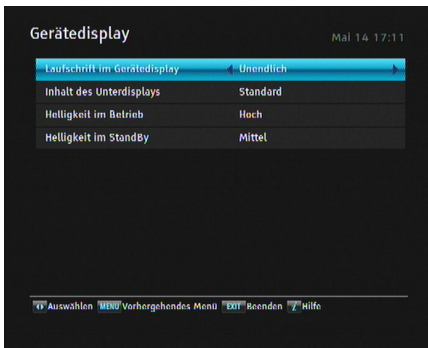 Gerätedisplay
Mai 14 17:11
Laufschrift im Gerätedisplay Unendlich
Inhalt des Unterdisplays Standard
Helligkeit im Betrieb Hoch
Helligkeit im StandBy Mittel
Auswählen MENU Vorhergehendes Menü EXIT Beenden Hilfe